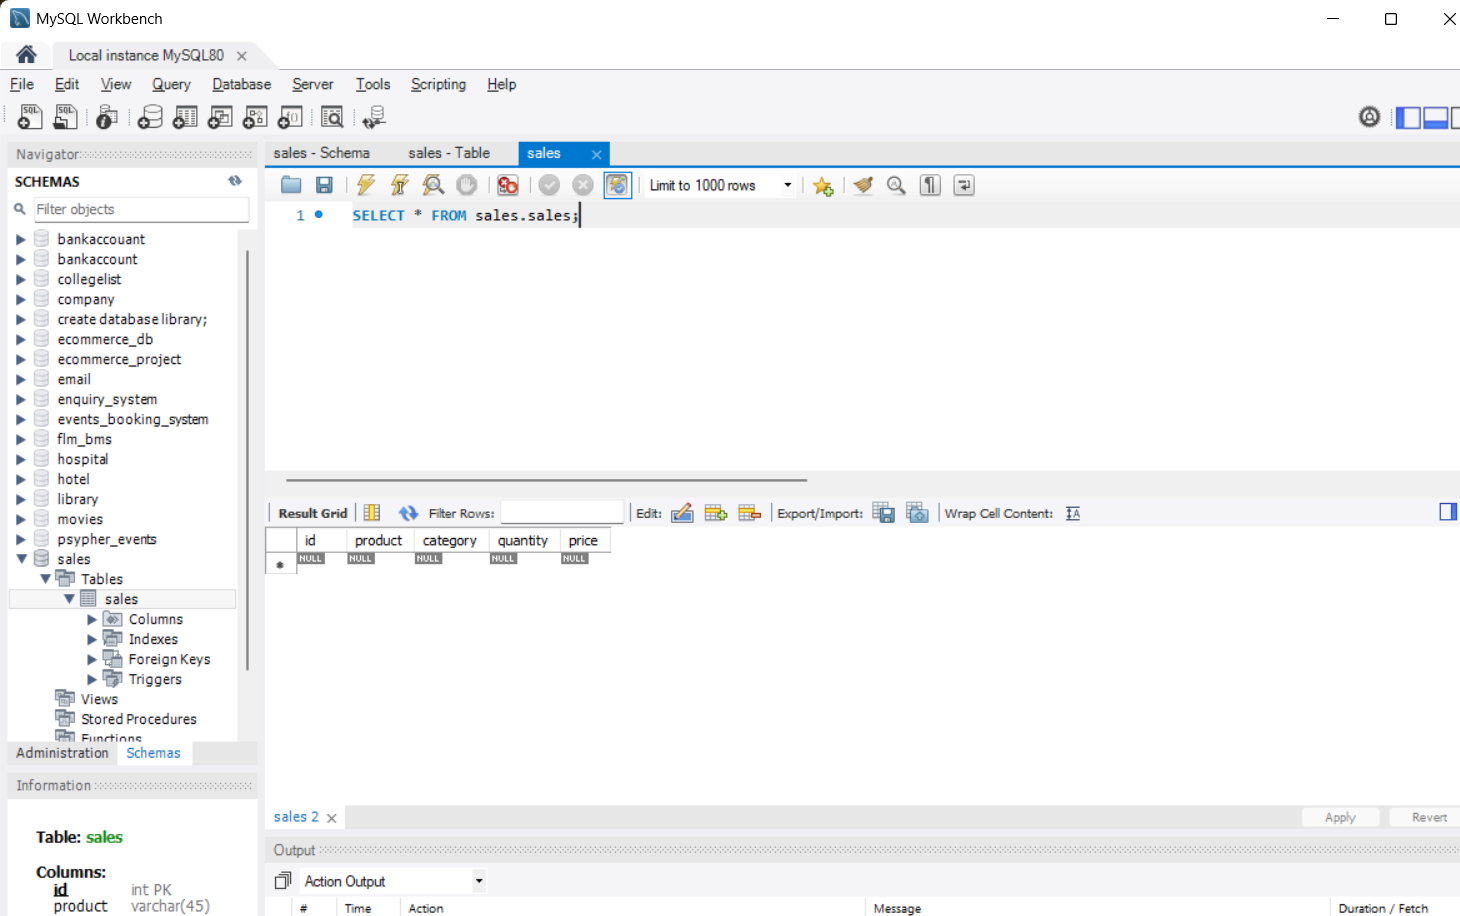 MySQL Workbench
Local instance MySQL80
File Edit View Query Database Server Tools Scripting Help
Navigator
SCHEMAS
Filter objects
bankaccouant
bankaccount
collegelist
company
create database library;
ecommerce_db
ecommerce_project
email
enquiry_system
events_booking_system
flm_bms
hospital
hotel
library
movies
psypher_events
sales
Tables
sales
Columns
Indexes
Foreign Keys
Triggers
Views
Stored Procedures
Functions
Administration Schemas
Information
Table: sales
Columns:
id int PK
product varchar(45)
sales - Schema sales - Table sales
Limit to 1000 rows
1 SELECT * FROM sales.sales;
Result Grid Filter Rows: Edit: Export/Import: Wrap Cell Content: IA
id product category quantity price
NULL NULL NULL NULL NULL
sales 2 Apply Revert
Output
Action Output
# Time Action Message Duration / Fetch